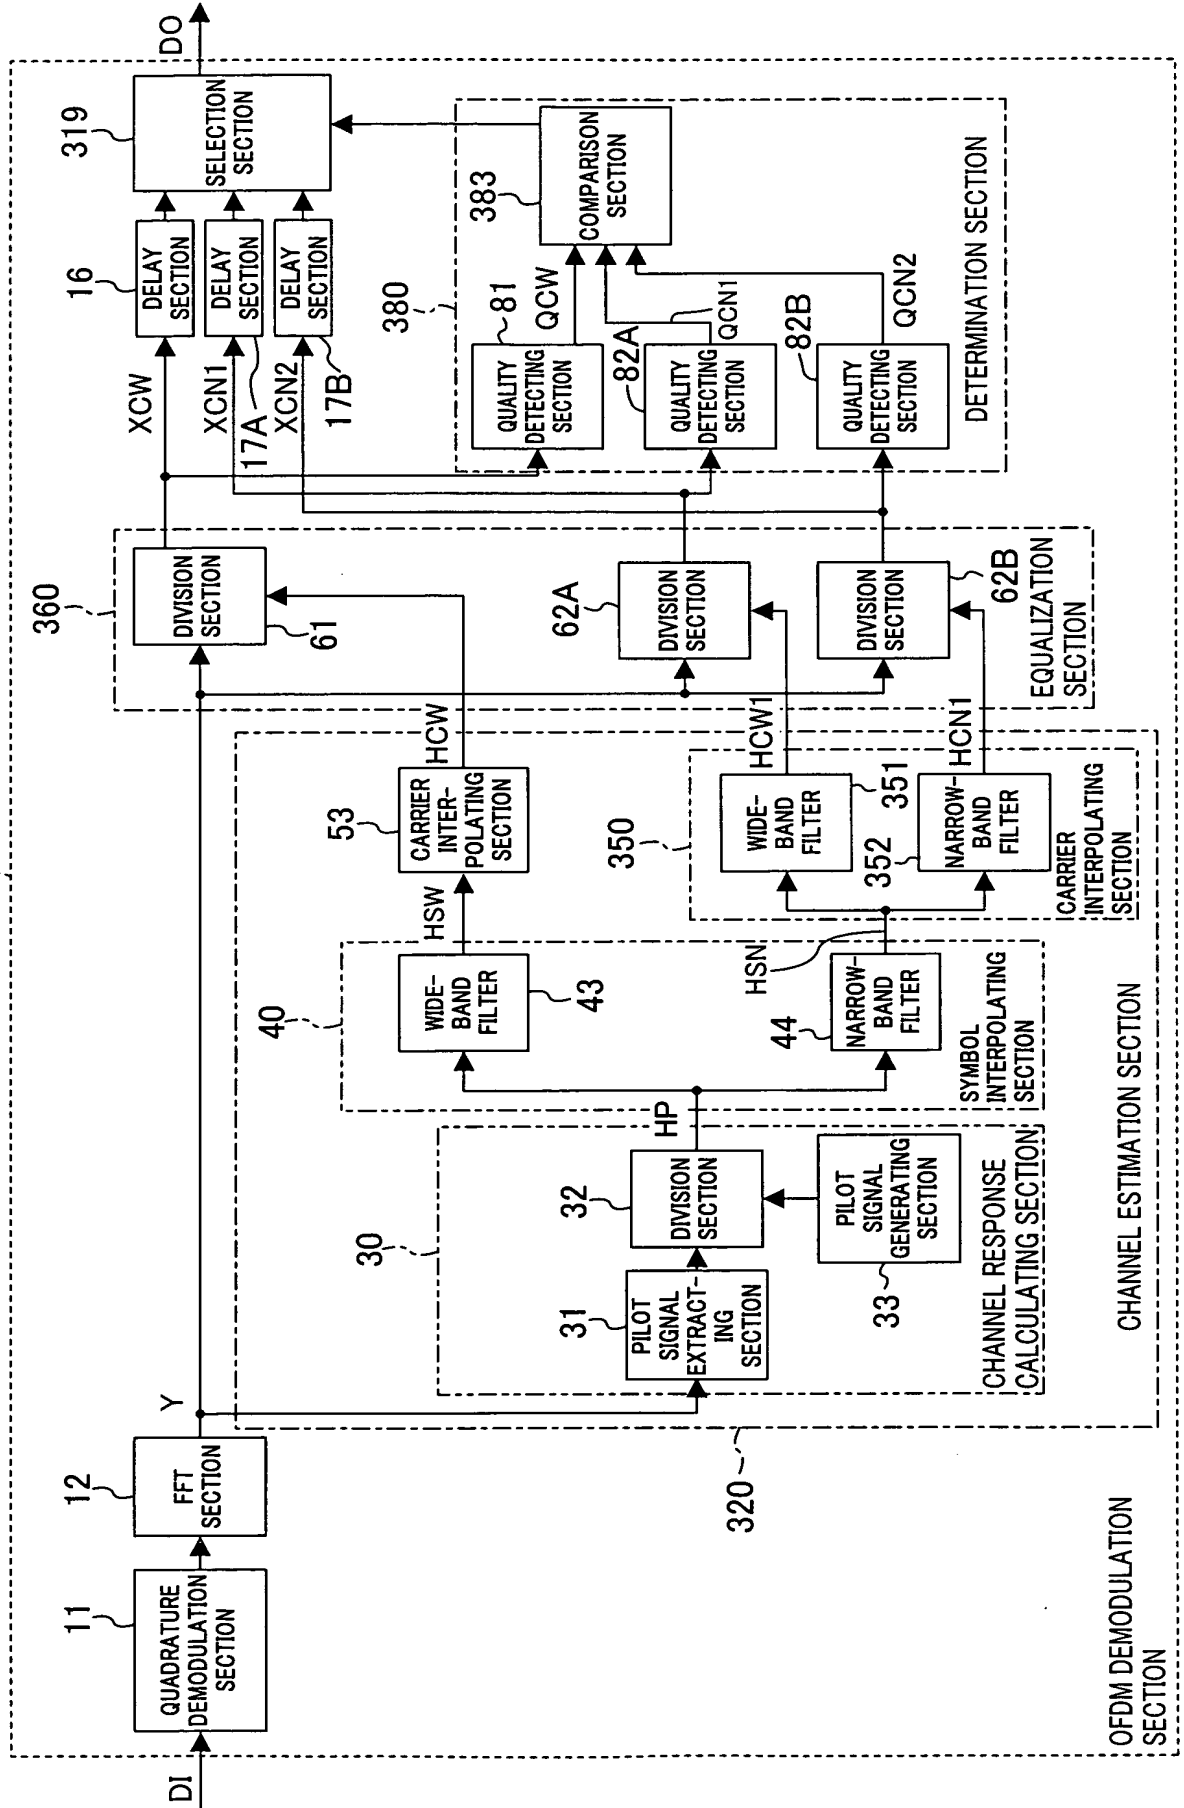 DI
11
QUADRATURE
DEMODULATION
SECTION
12
FFT
SECTION
Y
320
30
31
PILOT
SIGNAL
EXTRACT-
ING
SECTION
32
DIVISION
SECTION
33
PILOT
SIGNAL
GENERATING
SECTION
CHANNEL RESPONSE
CALCULATING SECTION
HP
40
WIDE-
BAND
FILTER
43
44
NARROW-
BAND
FILTER
SYMBOL
INTERPOLATING
SECTION
HSW
HSN
53
CARRIER
INTER-
POLATING
SECTION
350
WIDE-
BAND
FILTER
351
352
NARROW-
BAND
FILTER
CARRIER
INTERPOLATING
SECTION
CHANNEL ESTIMATION SECTION
HCW
HCW1
HCN1
360
DIVISION
SECTION
61
62A
DIVISION
SECTION
DIVISION
SECTION
62B
EQUALIZATION
SECTION
XCW
XCN1
17A
XCN2
17B
16
DELAY
SECTION
DELAY
SECTION
DELAY
SECTION
380
QUALITY
DETECTING
SECTION
81
82A
QUALITY
DETECTING
SECTION
82B
QUALITY
DETECTING
SECTION
QCW
QCN1
QCN2
383
COMPARISON
SECTION
DETERMINATION SECTION
319
SELECTION
SECTION
DO
OFDM DEMODULATION
SECTION